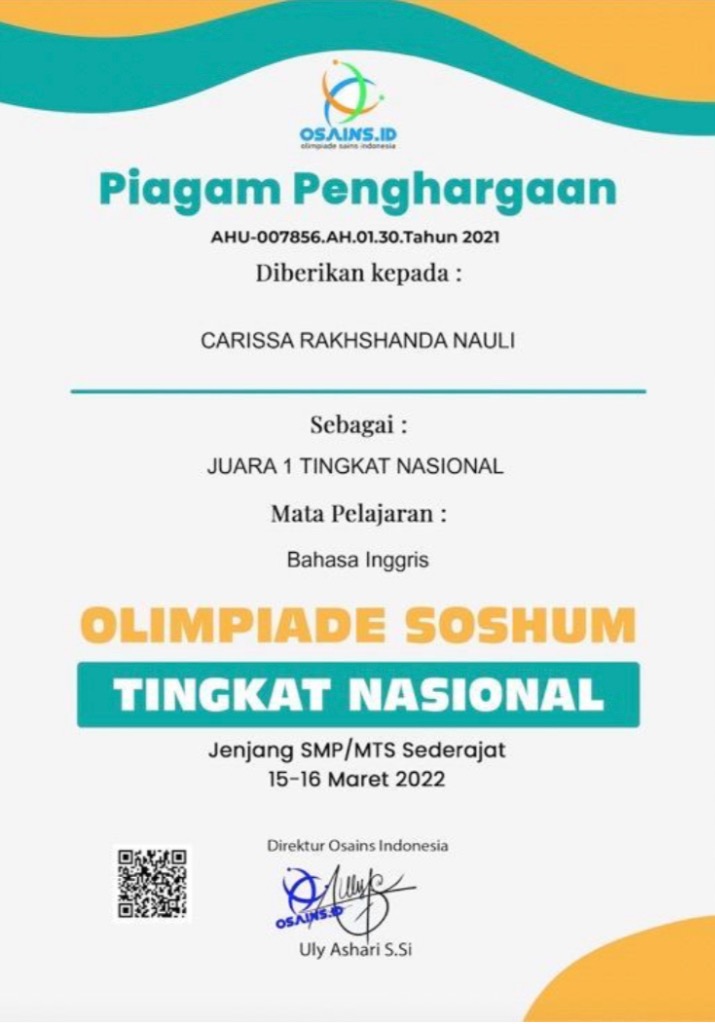 OSAINS.ID
olimpiade sains indonesia
Piagam Penghargaan
AHU-007856.AH.01.30.Tahun 2021
Diberikan kepada :
CARISSA RAKHSHANDA NAULI
Sebagai :
JUARA 1 TINGKAT NASIONAL
Mata Pelajaran :
Bahasa Inggris
OLIMPIADE SOSHUM
TINGKAT NASIONAL
Jenjang SMP/MTS Sederajat
15-16 Maret 2022
Direktur Osains Indonesia
OSAINS.ID
Uly Ashari S.Si